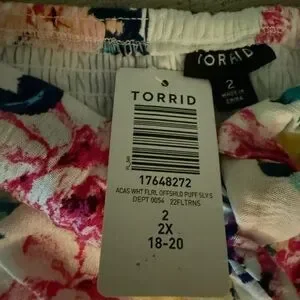 TORRID
2
MADE IN
CHINA
TORRID
17648272
ACAS WHT FLRL OFFSHLD PUFF SLVS
DEPT 0054 22FLTRNS
2
2X
18-20